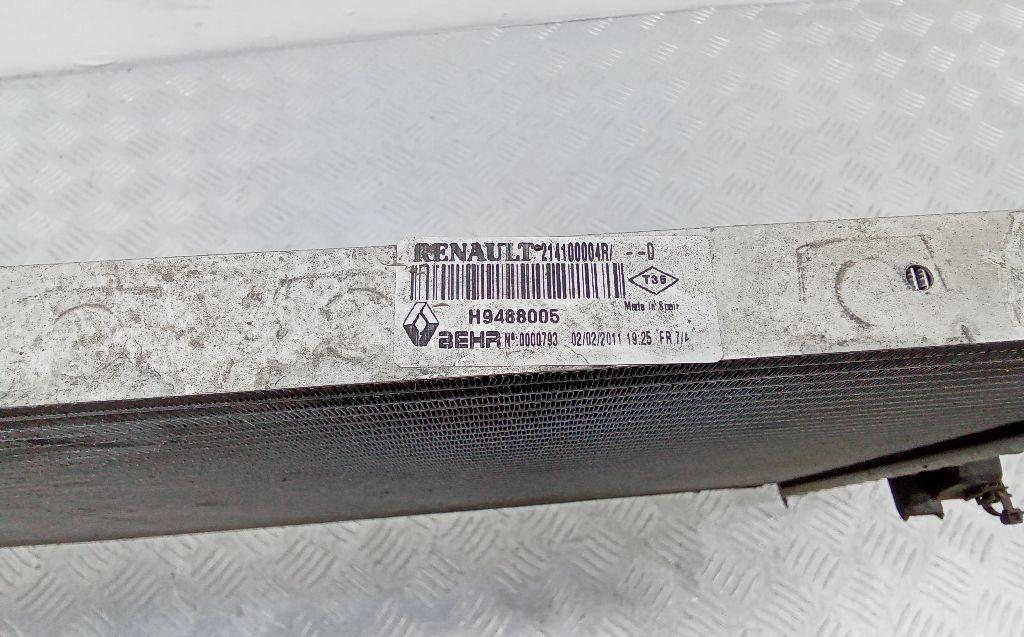 RENAULT 214100004R/ --D
T35
Made in Spain
H9488005
BEHR Nº:0000793 02/02/2011 19:25 FR 7/4